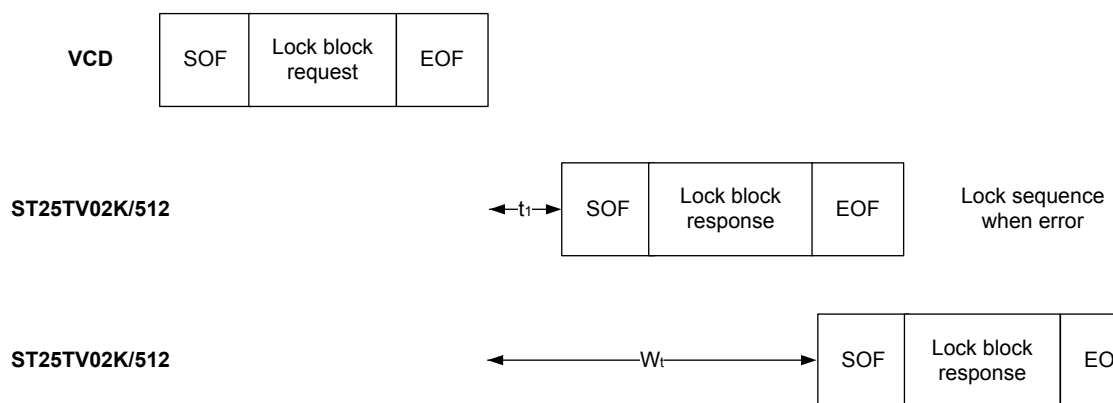 VCD
SOF
Lock block
request
EOF
ST25TV02K/512
t1
SOF
Lock block
response
EOF
Lock sequence
when error
ST25TV02K/512
Wt
SOF
Lock block
response
EO